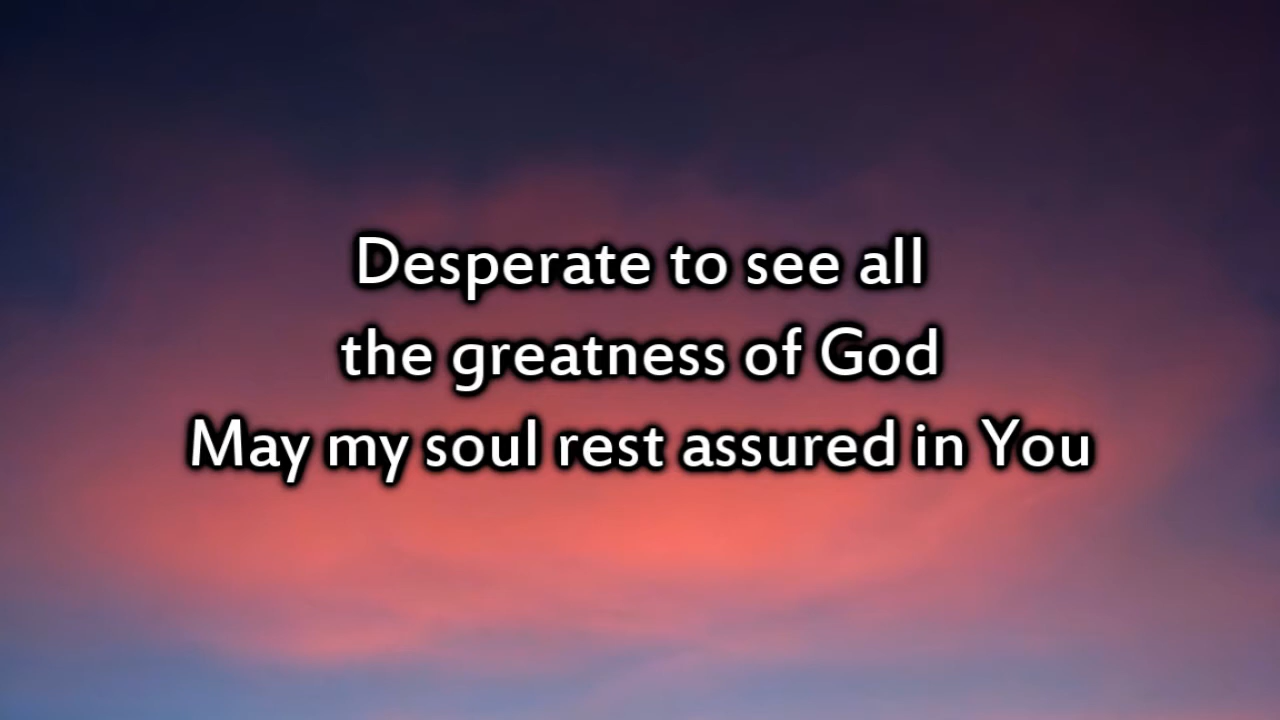 Desperate to see all
the greatness of God
May my soul rest assured in You